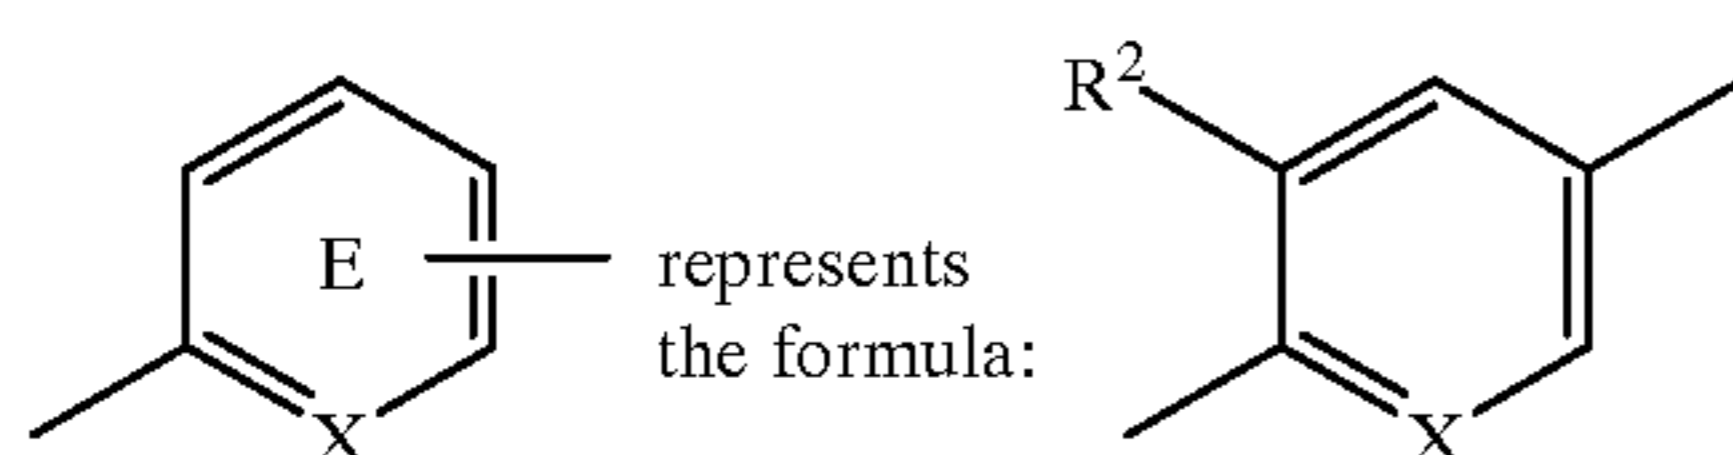 R²
E
represents
the formula:
X
X